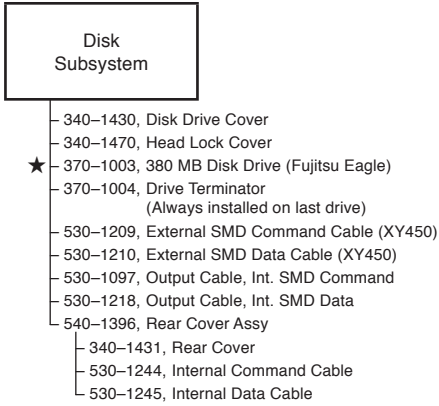 Disk
Subsystem
340–1430, Disk Drive Cover
340–1470, Head Lock Cover
★ 370–1003, 380 MB Disk Drive (Fujitsu Eagle)
370–1004, Drive Terminator
(Always installed on last drive)
530–1209, External SMD Command Cable (XY450)
530–1210, External SMD Data Cable (XY450)
530–1097, Output Cable, Int. SMD Command
530–1218, Output Cable, Int. SMD Data
540–1396, Rear Cover Assy
340–1431, Rear Cover
530–1244, Internal Command Cable
530–1245, Internal Data Cable